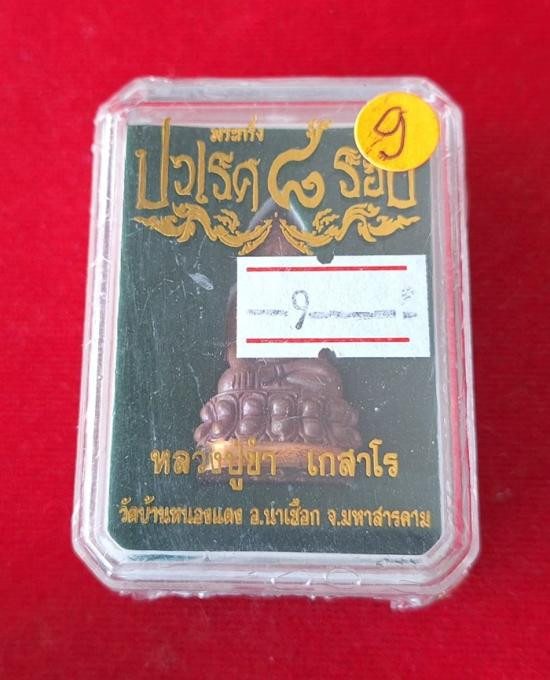 พระกริ่ง
ปวเรศ ๘ รอบ
๑
หลวงปู่ขำ เกสาโร
วัดบ้านหนองแดง อ.นาเชือก จ.มหาสารคาม